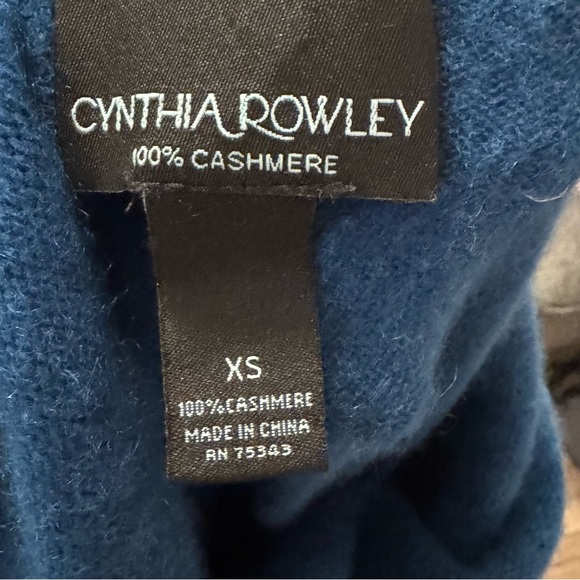 CYNTHIA ROWLEY
100% CASHMERE
XS
100% CASHMERE
MADE IN CHINA
RN 75343